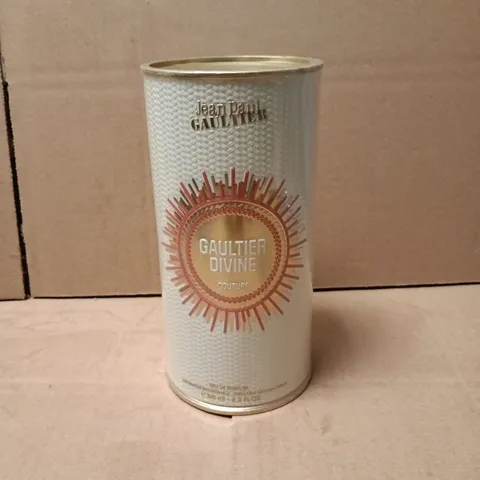 Jean Paul
GAULTIER
GAULTIER
DIVINE
COUTURE
EAU DE PARFUM